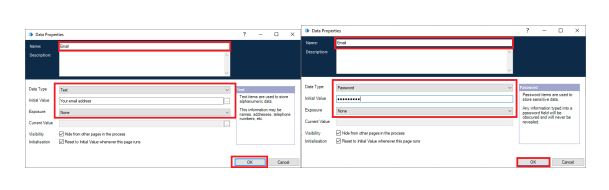 Data Properties
Name: Email
Description:
Data Type Text
Initial Value Your email address
Exposure None
Current Value
Visibility Hide from other pages in the process
Initialisation Reset to Initial Value whenever this page runs
Text
Text items are used to store
alphanumeric data.
This information may be
names, addresses, telephone
numbers, etc.
OK Cancel
Data Properties
Name: Email
Description:
Data Type Password
Initial Value ••••••••••
Exposure None
Current Value
Visibility Hide from other pages in the process
Initialisation Reset to Initial Value whenever this page runs
Password
Password items are used to
store sensitive data.
Any information typed into a
password field will be
obscured and will never be
revealed.
OK Cancel